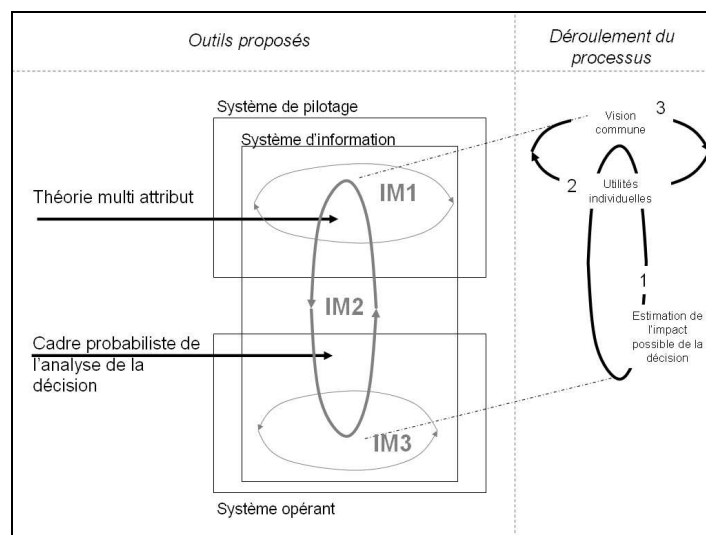 Outils proposés
Déroulement du
processus
Système de pilotage
Système d'information
Théorie multi attribut
IM1
IM2
Cadre probabiliste de
l'analyse de la
décision
IM3
Système opérant
3
Vision
commune
2
Utilités
individuelles
1
Estimation de
l'impact
possible de la
décision